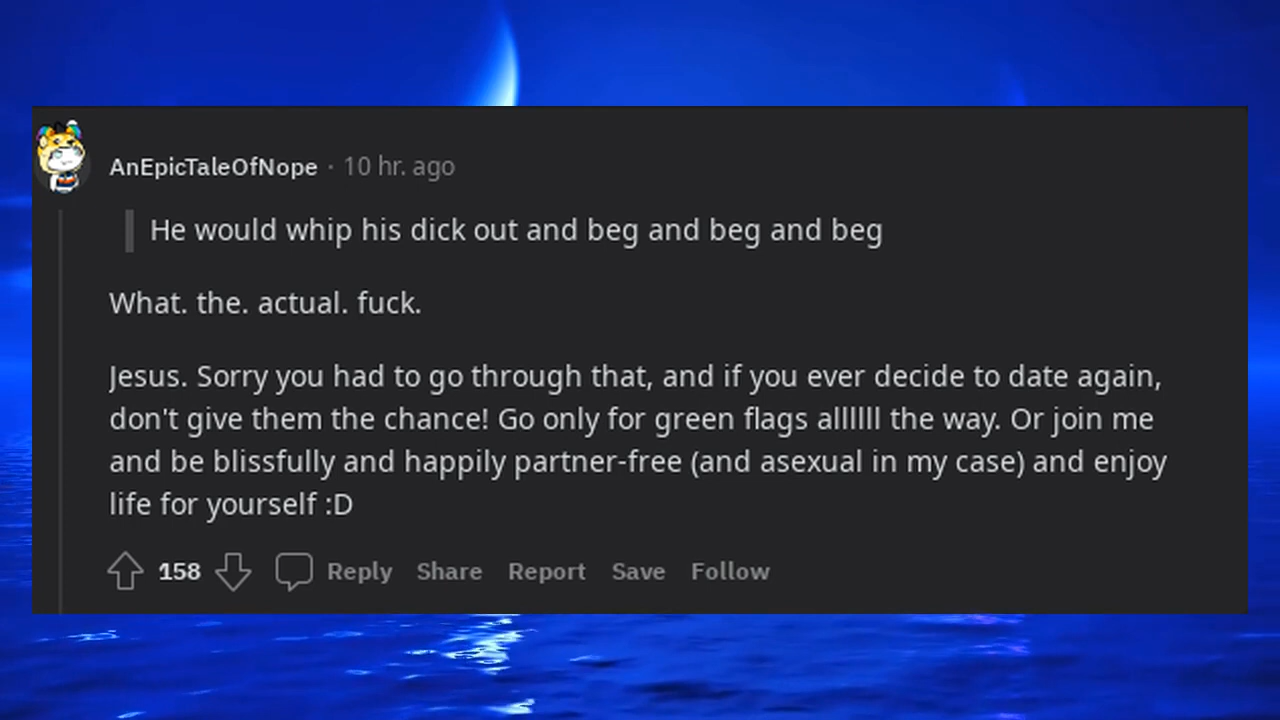 AnEpicTaleOfNope · 10 hr. ago
He would whip his dick out and beg and beg and beg
What. the. actual. fuck.
Jesus. Sorry you had to go through that, and if you ever decide to date again,
don't give them the chance! Go only for green flags allllll the way. Or join me
and be blissfully and happily partner-free (and asexual in my case) and enjoy
life for yourself :D
158 Reply Share Report Save Follow